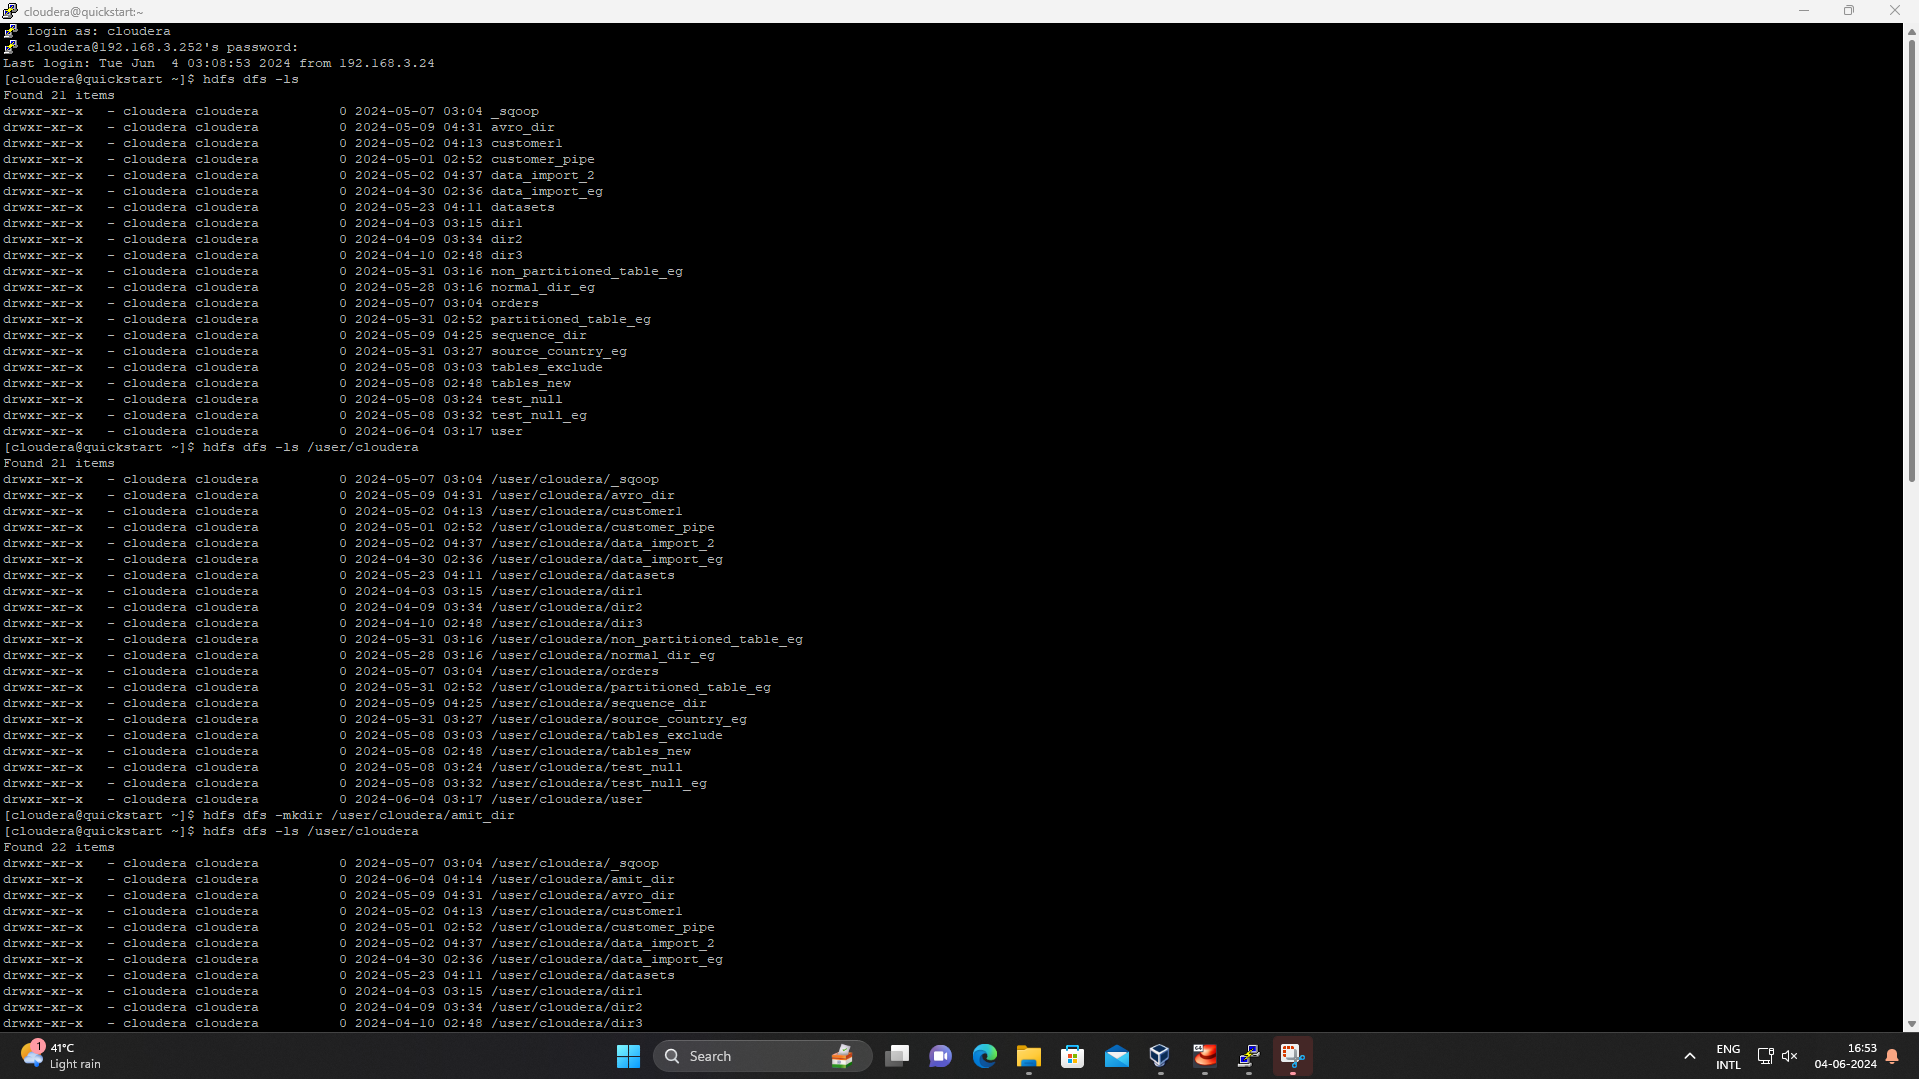 cloudera@quickstart:~
login as: cloudera
cloudera@192.168.3.252's password:
Last login: Tue Jun  4 03:08:53 2024 from 192.168.3.24
[cloudera@quickstart ~]$ hdfs dfs -ls
Found 21 items
drwxr-xr-x   - cloudera cloudera          0 2024-05-07 03:04 _sqoop
drwxr-xr-x   - cloudera cloudera          0 2024-05-09 04:31 avro_dir
drwxr-xr-x   - cloudera cloudera          0 2024-05-02 04:13 customer1
drwxr-xr-x   - cloudera cloudera          0 2024-05-01 02:52 customer_pipe
drwxr-xr-x   - cloudera cloudera          0 2024-05-02 04:37 data_import_2
drwxr-xr-x   - cloudera cloudera          0 2024-04-30 02:36 data_import_eg
drwxr-xr-x   - cloudera cloudera          0 2024-05-23 04:11 datasets
drwxr-xr-x   - cloudera cloudera          0 2024-04-03 03:15 dir1
drwxr-xr-x   - cloudera cloudera          0 2024-04-09 03:34 dir2
drwxr-xr-x   - cloudera cloudera          0 2024-04-10 02:48 dir3
drwxr-xr-x   - cloudera cloudera          0 2024-05-31 03:16 non_partitioned_table_eg
drwxr-xr-x   - cloudera cloudera          0 2024-05-28 03:16 normal_dir_eg
drwxr-xr-x   - cloudera cloudera          0 2024-05-07 03:04 orders
drwxr-xr-x   - cloudera cloudera          0 2024-05-31 02:52 partitioned_table_eg
drwxr-xr-x   - cloudera cloudera          0 2024-05-09 04:25 sequence_dir
drwxr-xr-x   - cloudera cloudera          0 2024-05-31 03:27 source_country_eg
drwxr-xr-x   - cloudera cloudera          0 2024-05-08 03:03 tables_exclude
drwxr-xr-x   - cloudera cloudera          0 2024-05-08 02:48 tables_new
drwxr-xr-x   - cloudera cloudera          0 2024-05-08 03:24 test_null
drwxr-xr-x   - cloudera cloudera          0 2024-05-08 03:32 test_null_eg
drwxr-xr-x   - cloudera cloudera          0 2024-06-04 03:17 user
[cloudera@quickstart ~]$ hdfs dfs -ls /user/cloudera
Found 21 items
drwxr-xr-x   - cloudera cloudera          0 2024-05-07 03:04 /user/cloudera/_sqoop
drwxr-xr-x   - cloudera cloudera          0 2024-05-09 04:31 /user/cloudera/avro_dir
drwxr-xr-x   - cloudera cloudera          0 2024-05-02 04:13 /user/cloudera/customer1
drwxr-xr-x   - cloudera cloudera          0 2024-05-01 02:52 /user/cloudera/customer_pipe
drwxr-xr-x   - cloudera cloudera          0 2024-05-02 04:37 /user/cloudera/data_import_2
drwxr-xr-x   - cloudera cloudera          0 2024-04-30 02:36 /user/cloudera/data_import_eg
drwxr-xr-x   - cloudera cloudera          0 2024-05-23 04:11 /user/cloudera/datasets
drwxr-xr-x   - cloudera cloudera          0 2024-04-03 03:15 /user/cloudera/dir1
drwxr-xr-x   - cloudera cloudera          0 2024-04-09 03:34 /user/cloudera/dir2
drwxr-xr-x   - cloudera cloudera          0 2024-04-10 02:48 /user/cloudera/dir3
drwxr-xr-x   - cloudera cloudera          0 2024-05-31 03:16 /user/cloudera/non_partitioned_table_eg
drwxr-xr-x   - cloudera cloudera          0 2024-05-28 03:16 /user/cloudera/normal_dir_eg
drwxr-xr-x   - cloudera cloudera          0 2024-05-07 03:04 /user/cloudera/orders
drwxr-xr-x   - cloudera cloudera          0 2024-05-31 02:52 /user/cloudera/partitioned_table_eg
drwxr-xr-x   - cloudera cloudera          0 2024-05-09 04:25 /user/cloudera/sequence_dir
drwxr-xr-x   - cloudera cloudera          0 2024-05-31 03:27 /user/cloudera/source_country_eg
drwxr-xr-x   - cloudera cloudera          0 2024-05-08 03:03 /user/cloudera/tables_exclude
drwxr-xr-x   - cloudera cloudera          0 2024-05-08 02:48 /user/cloudera/tables_new
drwxr-xr-x   - cloudera cloudera          0 2024-05-08 03:24 /user/cloudera/test_null
drwxr-xr-x   - cloudera cloudera          0 2024-05-08 03:32 /user/cloudera/test_null_eg
drwxr-xr-x   - cloudera cloudera          0 2024-06-04 03:17 /user/cloudera/user
[cloudera@quickstart ~]$ hdfs dfs -mkdir /user/cloudera/amit_dir
[cloudera@quickstart ~]$ hdfs dfs -ls /user/cloudera
Found 22 items
drwxr-xr-x   - cloudera cloudera          0 2024-05-07 03:04 /user/cloudera/_sqoop
drwxr-xr-x   - cloudera cloudera          0 2024-06-04 04:14 /user/cloudera/amit_dir
drwxr-xr-x   - cloudera cloudera          0 2024-05-09 04:31 /user/cloudera/avro_dir
drwxr-xr-x   - cloudera cloudera          0 2024-05-02 04:13 /user/cloudera/customer1
drwxr-xr-x   - cloudera cloudera          0 2024-05-01 02:52 /user/cloudera/customer_pipe
drwxr-xr-x   - cloudera cloudera          0 2024-05-02 04:37 /user/cloudera/data_import_2
drwxr-xr-x   - cloudera cloudera          0 2024-04-30 02:36 /user/cloudera/data_import_eg
drwxr-xr-x   - cloudera cloudera          0 2024-05-23 04:11 /user/cloudera/datasets
drwxr-xr-x   - cloudera cloudera          0 2024-04-03 03:15 /user/cloudera/dir1
drwxr-xr-x   - cloudera cloudera          0 2024-04-09 03:34 /user/cloudera/dir2
drwxr-xr-x   - cloudera cloudera          0 2024-04-10 02:48 /user/cloudera/dir3
1
41°C
Light rain
Search
64
ENG
INTL
16:53
04-06-2024